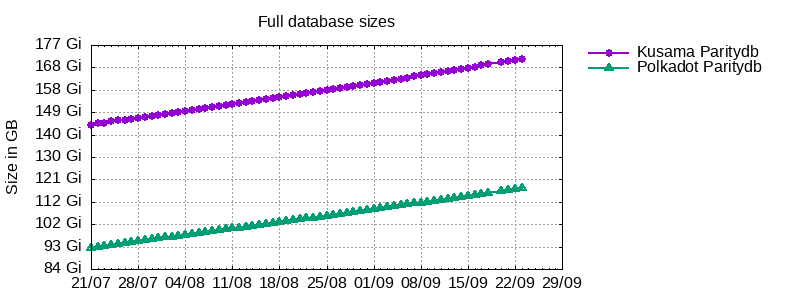 Full database sizes
177 Gi
168 Gi
158 Gi
149 Gi
140 Gi
130 Gi
121 Gi
112 Gi
102 Gi
93 Gi
84 Gi
Size in GB
21/07 28/07 04/08 11/08 18/08 25/08 01/09 08/09 15/09 22/09 29/09
Kusama Paritydb
Polkadot Paritydb